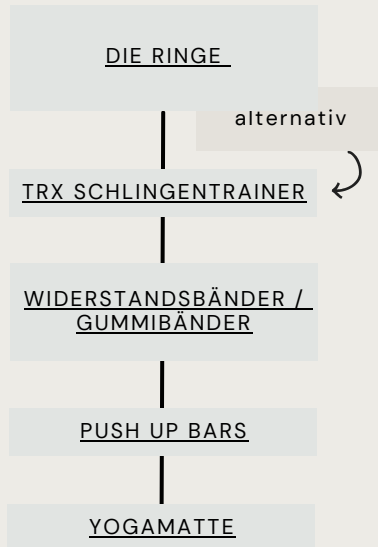 DIE RINGE
alternativ
TRX SCHLINGENTRAINER
WIDERSTANDSBÄNDER /
GUMMIBÄNDER
PUSH UP BARS
YOGAMATTE